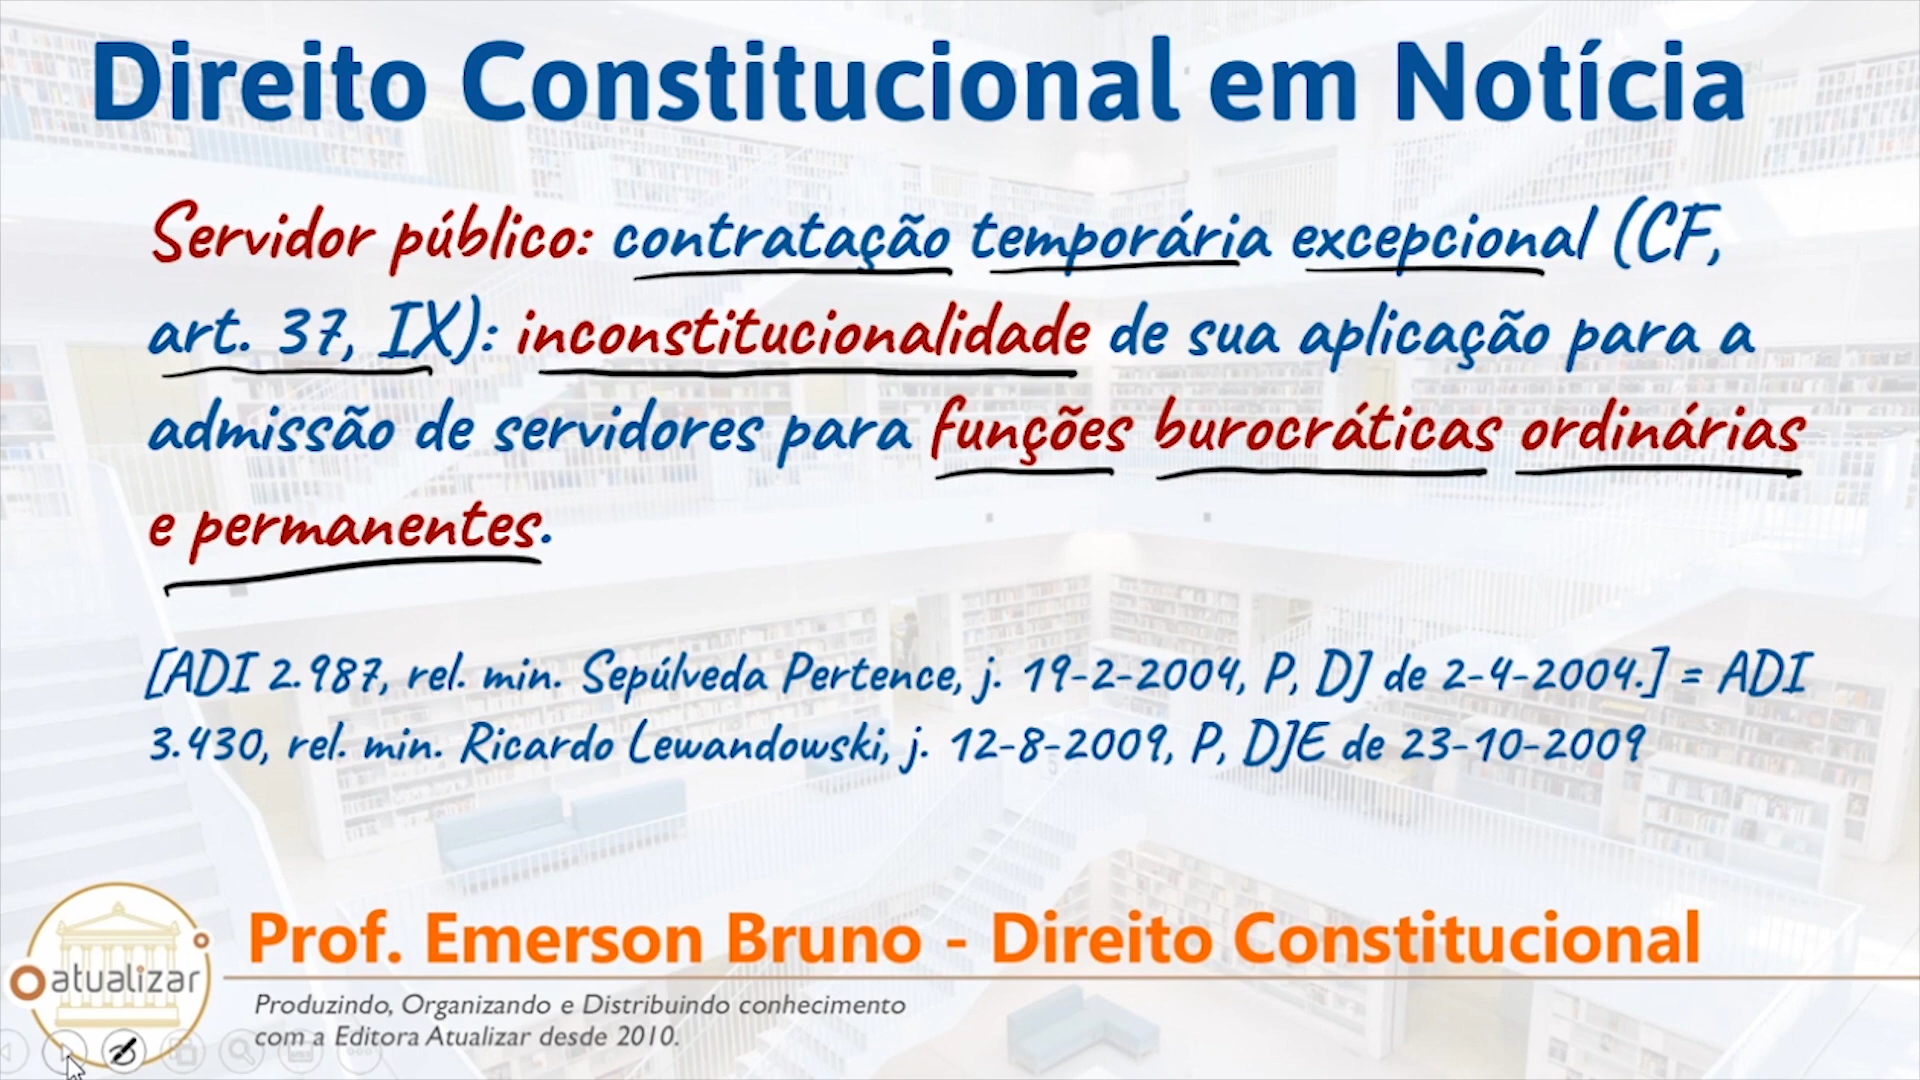 Direito Constitucional em Notícia
Servidor público: contratação temporária excepcional (CF,
art. 37, IX): inconstitucionalidade de sua aplicação para a
admissão de servidores para funções burocráticas ordinárias
e permanentes.
[ADI 2.987, rel. min. Sepúlveda Pertence, j. 19-2-2004, P, DJ de 2-4-2004.] = ADI
3.430, rel. min. Ricardo Lewandowski, j. 12-8-2009, P, DJE de 23-10-2009
Prof. Emerson Bruno - Direito Constitucional
atualizar
Produzindo, Organizando e Distribuindo conhecimento
com a Editora Atualizar desde 2010.